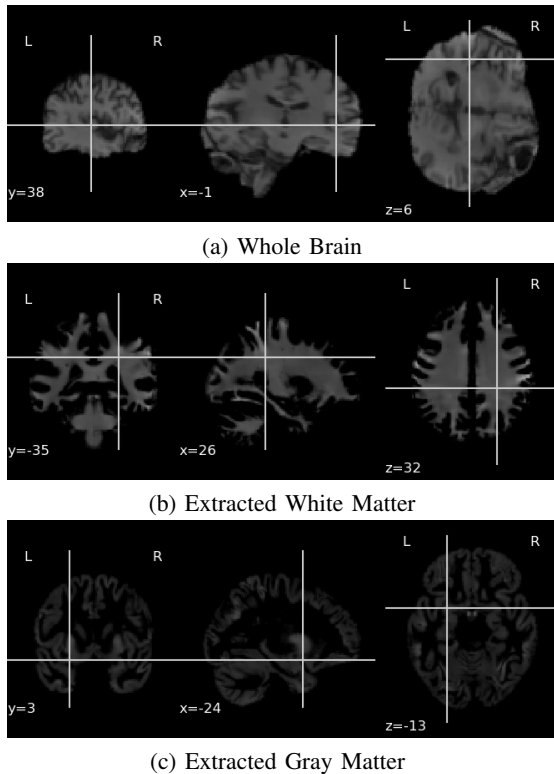 L R L R
y=38 x=-1 z=6
(a) Whole Brain
L R L R
y=-35 x=26 z=32
(b) Extracted White Matter
L R L R
y=3 x=-24 z=-13
(c) Extracted Gray Matter